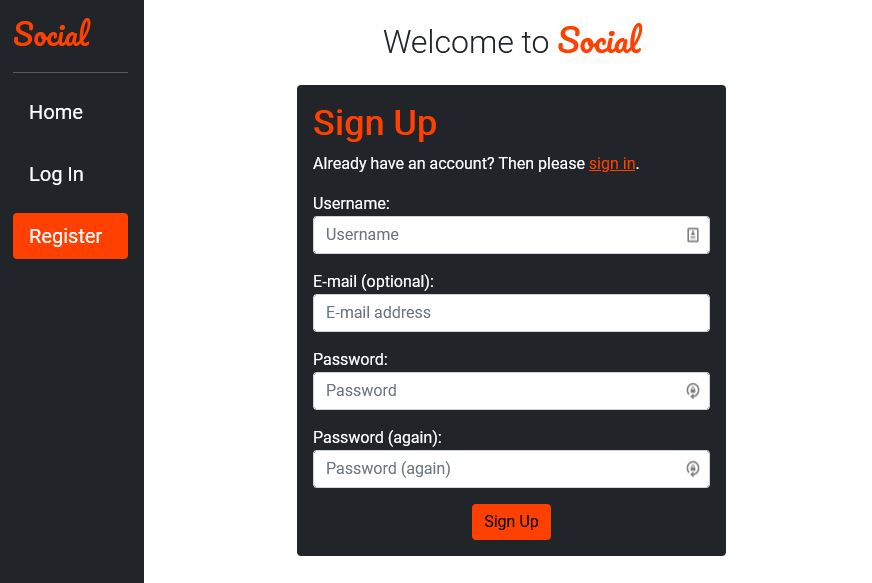 Social
Home
Log In
Register
Welcome to Social
Sign Up
Already have an account? Then please sign in.
Username:
Username
E-mail (optional):
E-mail address
Password:
Password
Password (again):
Password (again)
Sign Up